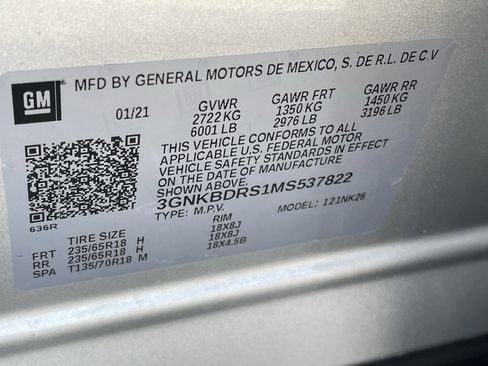 GM
MFD BY GENERAL MOTORS DE MEXICO, S. DE R.L. DE C.V
01/21 GVWR GAWR FRT GAWR RR
2722 KG 1350 KG 1450 KG
6001 LB 2976 LB 3196 LB
THIS VEHICLE CONFORMS TO ALL
APPLICABLE U.S. FEDERAL MOTOR
VEHICLE SAFETY STANDARDS IN EFFECT
ON THE DATE OF MANUFACTURE
SHOWN ABOVE.
3GNKBDRS1MS537822
TYPE: M.P.V. MODEL: 121NK26
636R
TIRE SIZE RIM
FRT 235/65R18 H 18X8J
RR 235/65R18 H 18X8J
SPA T135/70R18 M 18X4.5B